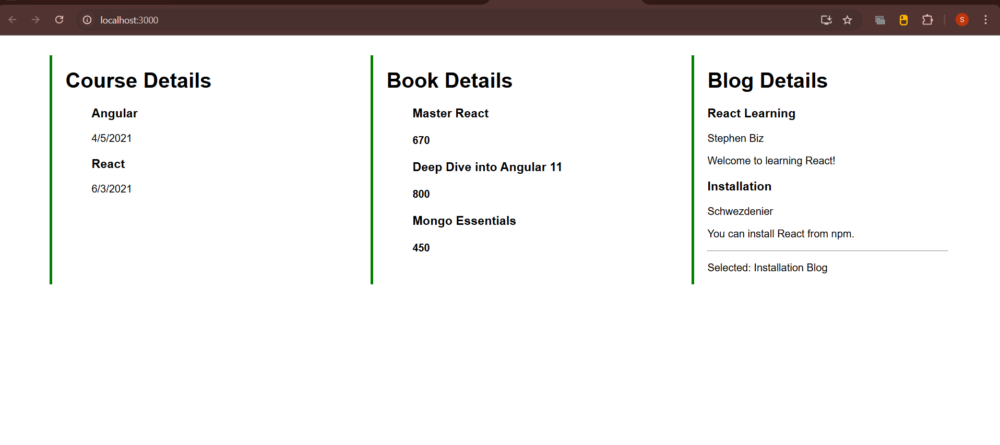 localhost:3000
S
Course Details
Angular
4/5/2021
React
6/3/2021
Book Details
Master React
670
Deep Dive into Angular 11
800
Mongo Essentials
450
Blog Details
React Learning
Stephen Biz
Welcome to learning React!
Installation
Schwezdenier
You can install React from npm.
Selected: Installation Blog